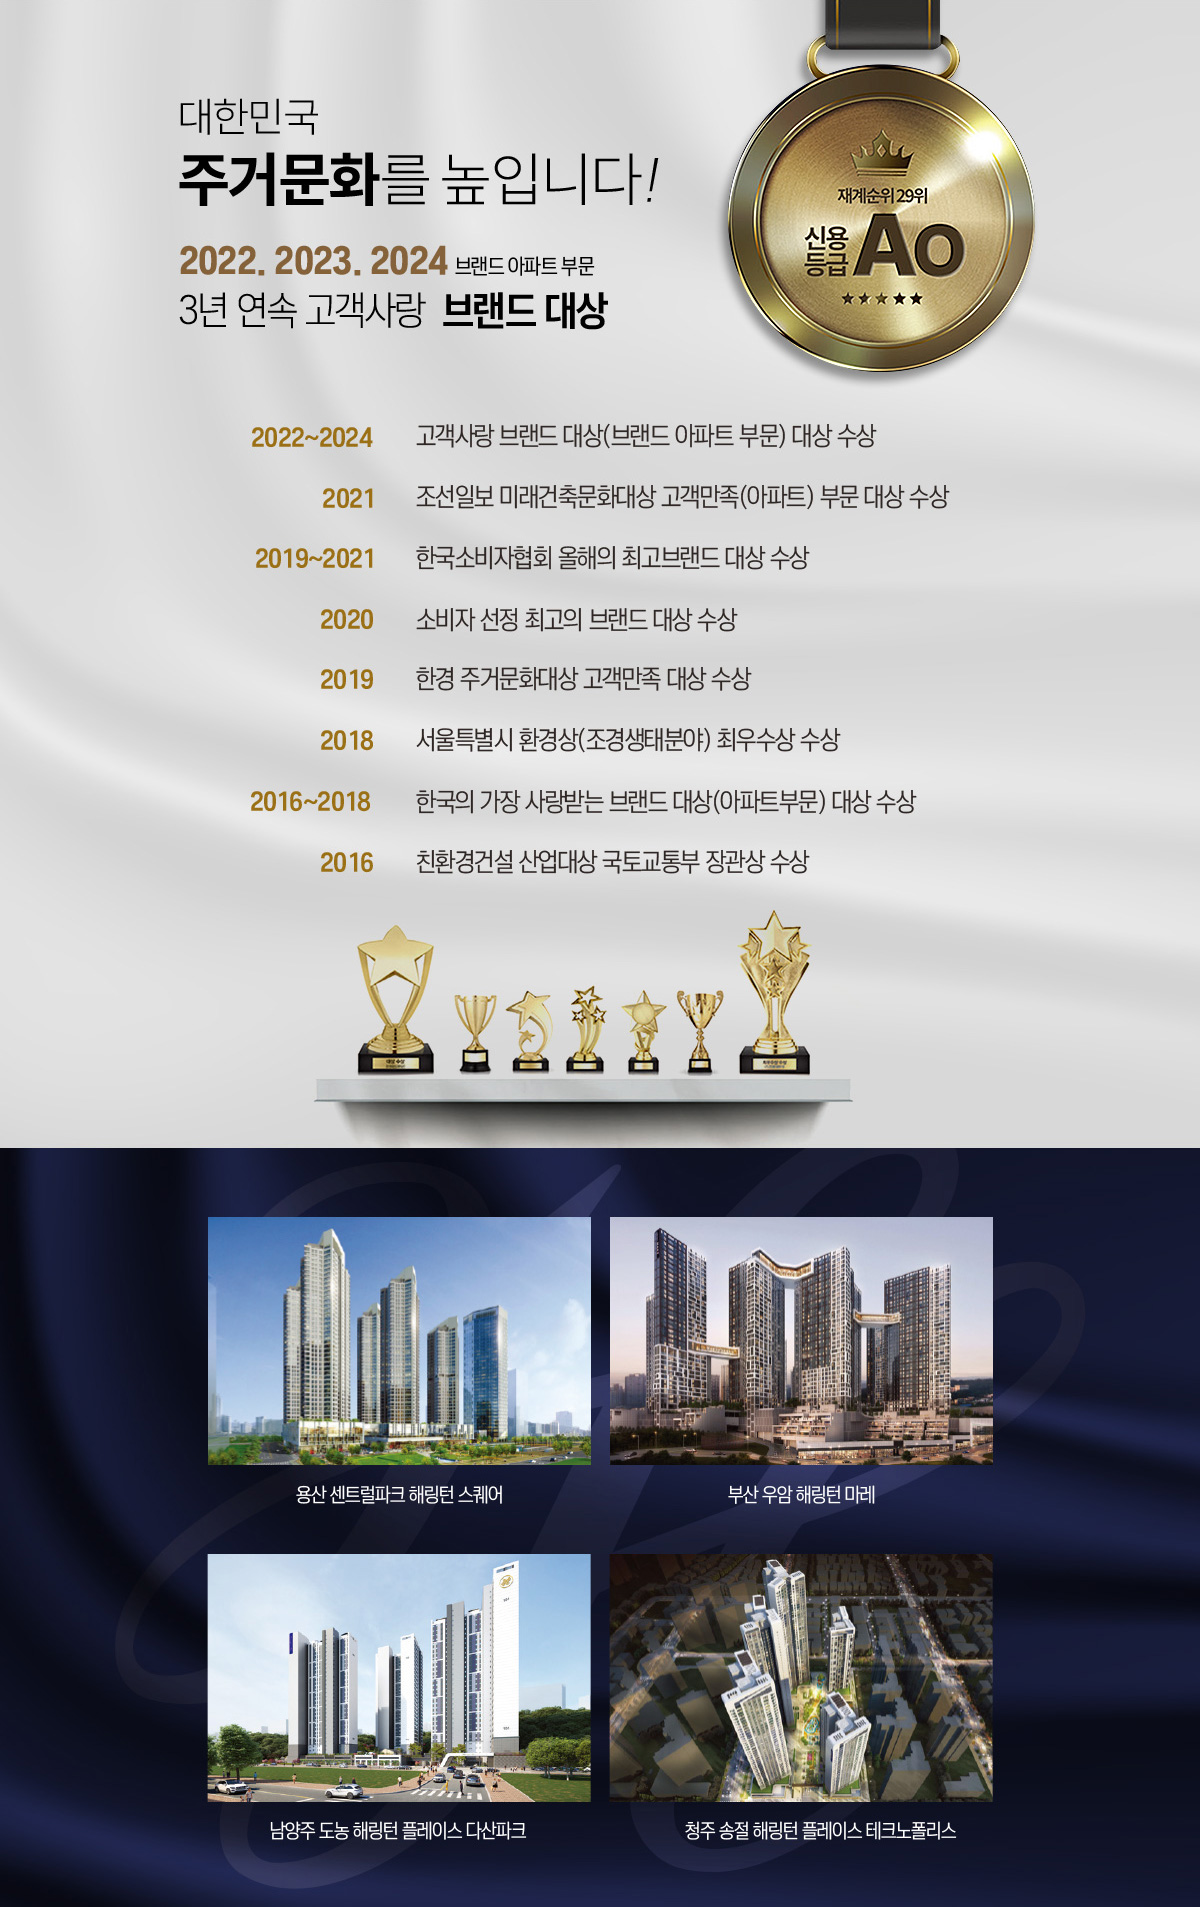 대한민국
주거문화를 높입니다!
2022. 2023. 2024 브랜드 아파트 부문
3년 연속 고객사랑 브랜드 대상
재계순위 29위
신용
등급 AO
2022~2024 고객사랑 브랜드 대상(브랜드 아파트 부문) 대상 수상
2021 조선일보 미래건축문화대상 고객만족(아파트) 부문 대상 수상
2019~2021 한국소비자협회 올해의 최고브랜드 대상 수상
2020 소비자 선정 최고의 브랜드 대상 수상
2019 한경 주거문화대상 고객만족 대상 수상
2018 서울특별시 환경상(조경생태분야) 최우수상 수상
2016~2018 한국의 가장 사랑받는 브랜드 대상(아파트부문) 대상 수상
2016 친환경건설 산업대상 국토교통부 장관상 수상
대상 수상
용산 센트럴파크 해링턴 스퀘어
부산 우암 해링턴 마레
남양주 도농 해링턴 플레이스 다산파크
청주 송절 해링턴 플레이스 테크노폴리스